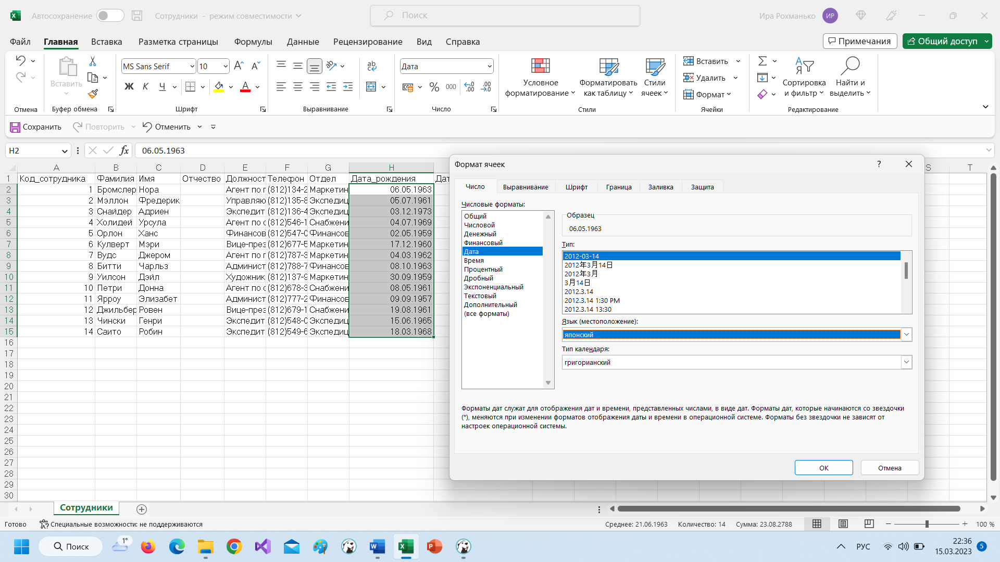 Автосохранение
Сотрудники - режим совместимости
Поиск
Ира Рохманько
ИР
Файл Главная Вставка Разметка страницы Формулы Данные Рецензирование Вид Справка
Примечания
Общий доступ
Отмена
Вставить
Буфер обмена
MS Sans Serif
10
Ж К Ч А
Шрифт
Выравнивание
Дата
% 000
Число
Условное форматирование
Форматировать как таблицу
Стили ячеек
Стили
Вставить
Удалить
Формат
Ячейки
Сортировка и фильтр
Найти и выделить
Редактирование
Сохранить Повторить Отменить
H2
fx
06.05.1963
A B C D E F G H S T
1 Код_сотрудника Фамилия Имя Отчество Должност Телефон Отдел Дата_рождения Дат
2 1 Бромслер Нора Агент по г (812)134-2 Маркетин 06.05.1963
3 2 Мэллон Фредерик Управляю (812)135-8 Экспедиц 05.07.1961
4 3 Снайдер Адриен Экспедит (812)136-4 Экспедиц 03.12.1973
5 4 Холидей Урсула Агент по с (812)546-1 Снабжени 04.07.1969
6 5 Орлон Ханс Финансов (812)547-0 Финансов 02.05.1959
7 6 Кулверт Мэри Вице-през (812)677-5 Маркетин 17.12.1960
8 7 Вудс Джером Агент по г (812)787-3 Маркетин 04.03.1962
9 8 Битти Чарльз Админист (812)788-7 Финансов 08.10.1963
10 9 Уилсон Дэйл Художник (812)137-9 Маркетин 30.09.1959
11 10 Петри Донна Агент по с (812)678-3 Снабжени 08.05.1961
12 11 Ярроу Элизабет Админист (812)777-2 Финансов 09.09.1957
13 12 Джильбер Ровен Вице-през (812)679-1 Снабжени 19.08.1961
14 13 Чински Генри Экспедит (812)548-0 Экспедиц 15.06.1965
15 14 Саито Робин Экспедит (812)549-6 Экспедиц 18.03.1968
16
17
18
19
20
21
22
23
24
25
26
27
28
29
30
Формат ячеек
?
Число Выравнивание Шрифт Граница Заливка Защита
Числовые форматы:
Общий
Числовой
Денежный
Финансовый
Дата
Время
Процентный
Дробный
Экспоненциальный
Текстовый
Дополнительный
(все форматы)
Образец
06.05.1963
Тип:
2012-03-14
2012年3月14日
2012年3月
3月14日
2012.3.14
2012.3.14 1:30 PM
2012.3.14 13:30
Язык (местоположение):
японский
Тип календаря:
григорианский
Форматы дат служат для отображения дат и времени, представленных числами, в виде дат. Форматы дат, которые начинаются со звездочки
(*), меняются при изменении форматов отображения даты и времени в операционной системе. Форматы без звездочки не зависят от
настроек операционной системы.
ОК
Отмена
Сотрудники
Готово
Специальные возможности: не поддерживаются
Среднее: 21.06.1963 Количество: 14 Сумма: 23.08.2788
100 %
Поиск
1°
РУС
22:36
15.03.2023
5